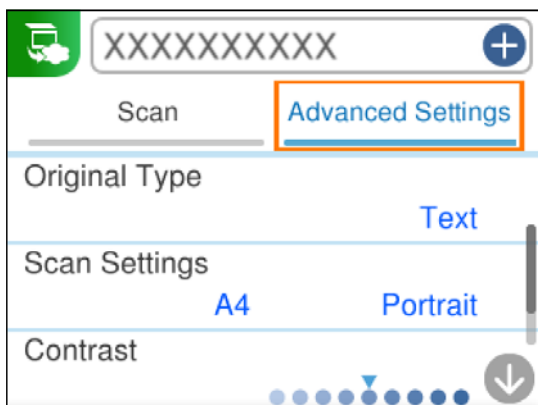 XXXXXXXXXX
Scan Advanced Settings
Original Type
Text
Scan Settings
A4 Portrait
Contrast